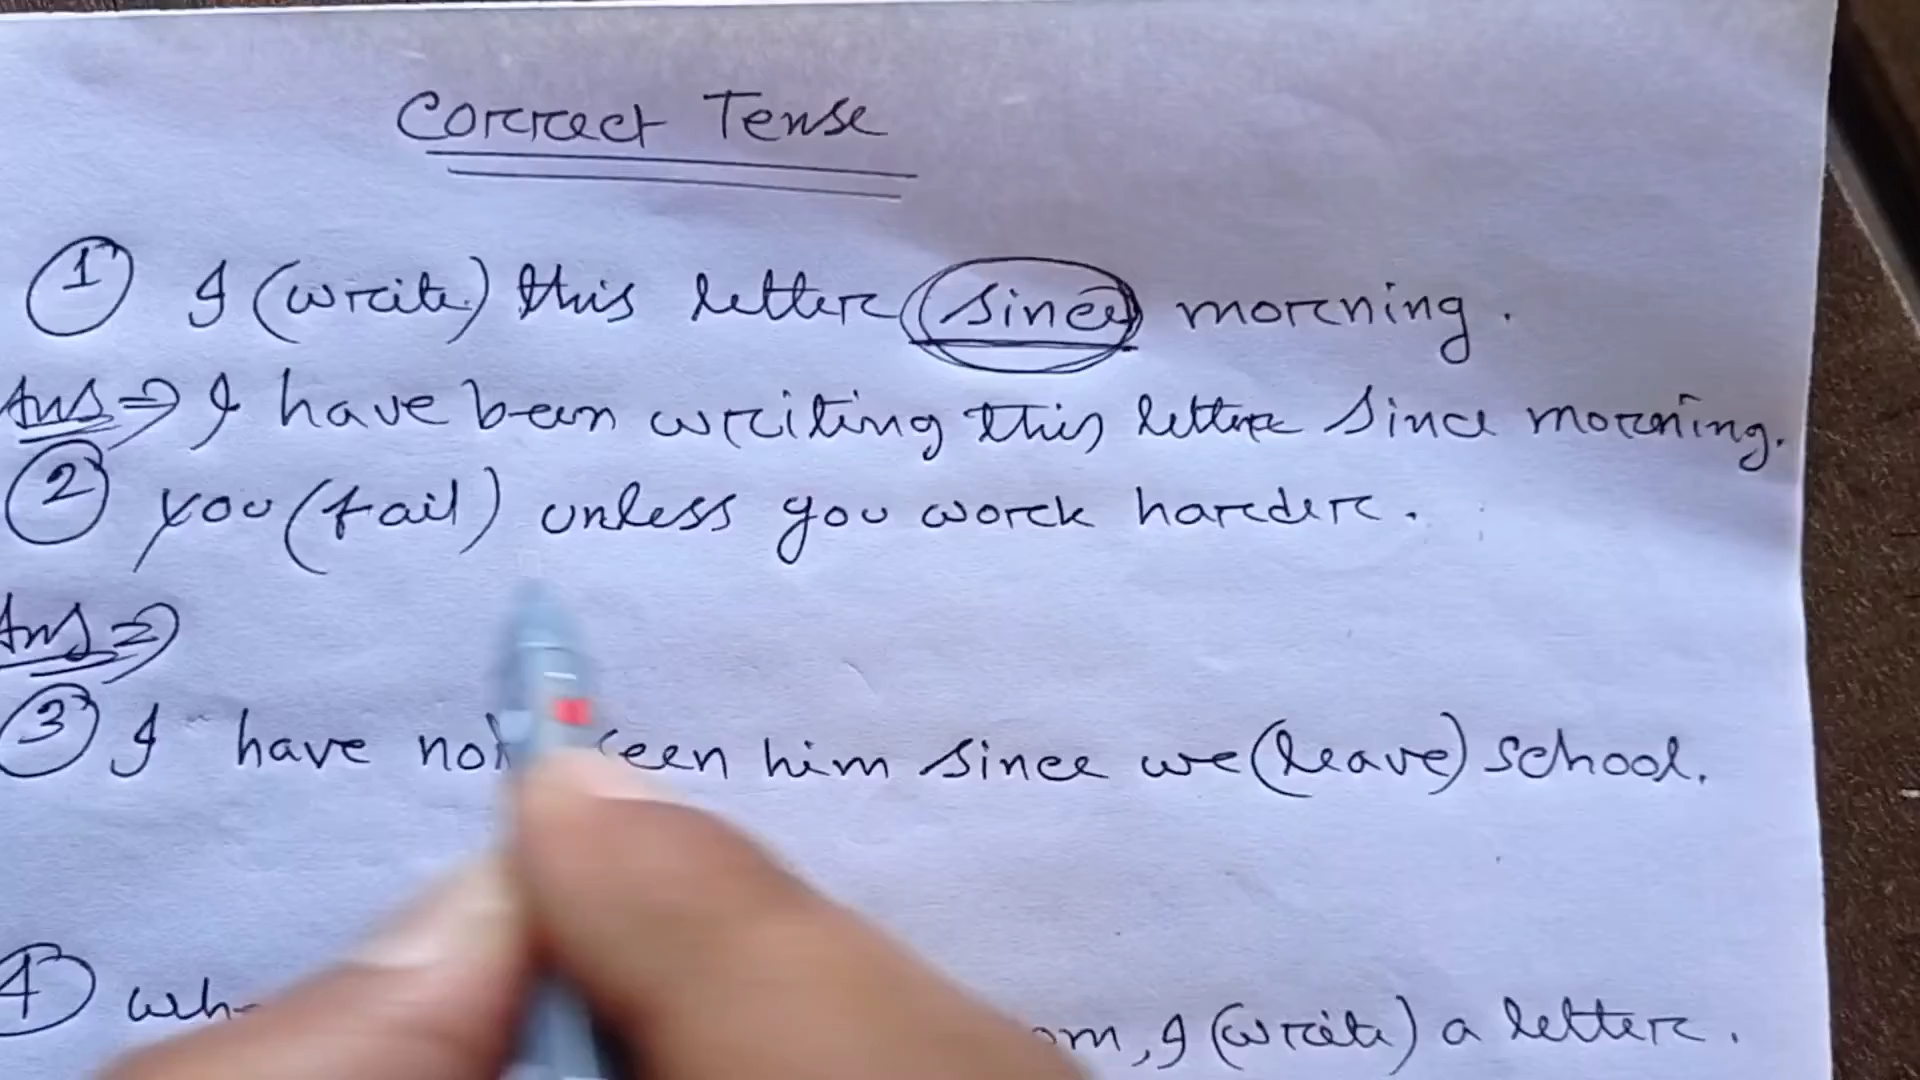 Correct Tense
1 I (write) this letter since morning.
Ans⇒ I have been writing this letter since morning.
2 You (fail) unless you work harder.
Ans⇒
3 I have not seen him since we (leave) school.
4 I (write) a letter.